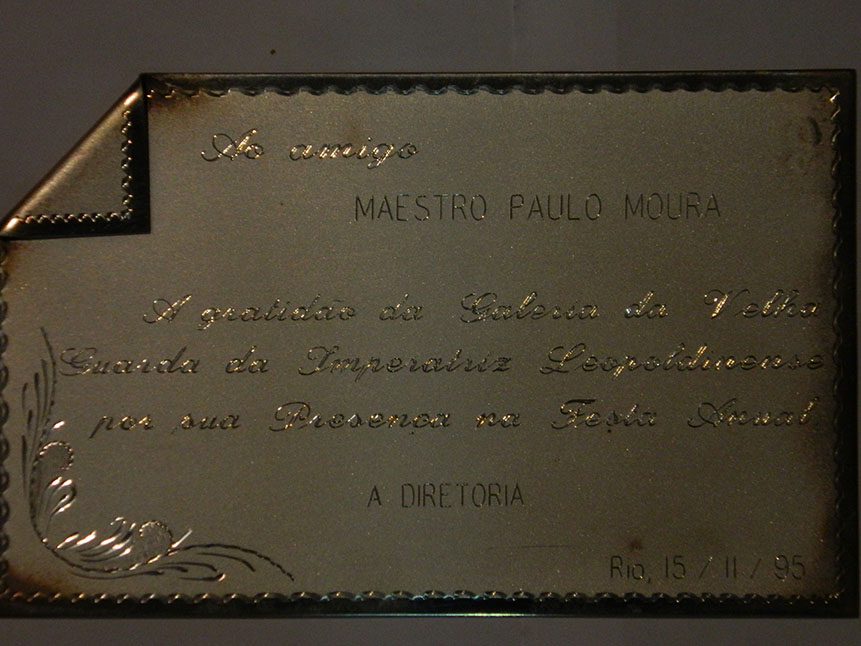 Ao amigo
MAESTRO PAULO MOURA
A gratidão da Galeria da Velha
Guarda da Imperatriz Leopoldinense
por sua Presença na Festa Anual.
A DIRETORIA
Rio, 15 / 11 / 95